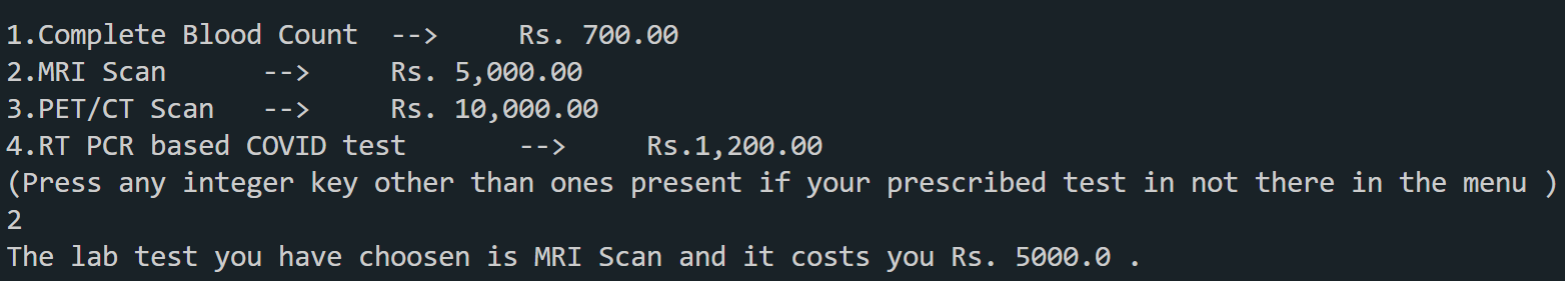 1.Complete Blood Count  -->     Rs. 700.00
2.MRI Scan      -->     Rs. 5,000.00
3.PET/CT Scan   -->     Rs. 10,000.00
4.RT PCR based COVID test       -->     Rs.1,200.00
(Press any integer key other than ones present if your prescribed test in not there in the menu )
2
The lab test you have choosen is MRI Scan and it costs you Rs. 5000.0 .